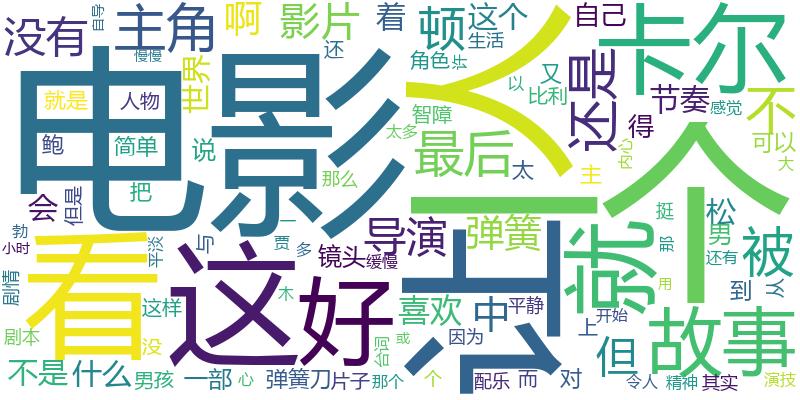 没有
主角
啊
影片
着
顿
这个
自己
卡尔
自导
慢慢
还
生活
角色
电影
人
世界
还是
又
以
比利
节奏
感觉
不
就是
人物
智障
得
太多
鲍
简单
说
最后
可以
内心
大
把
那么
太
主
一个
会
但是
导演
弹簧
挺
松
男
被
勃
小时
与
一
贾
多
平淡
镜头
缓慢
让
就
那
还有
看
这
好
剧情
这样
木
喜欢
中
平静
到
从
用
剧本
没
台词
或
因为
上
开始
但
故事
不是
什么
男孩
一部
心
弹簧刀
片子
那个
个
配乐
而
对
令人
精神
其实
演技